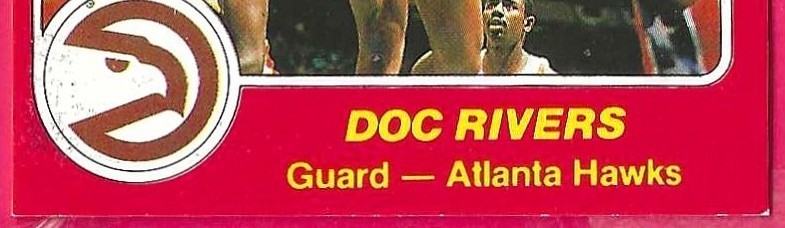 DOC RIVERS
Guard — Atlanta Hawks